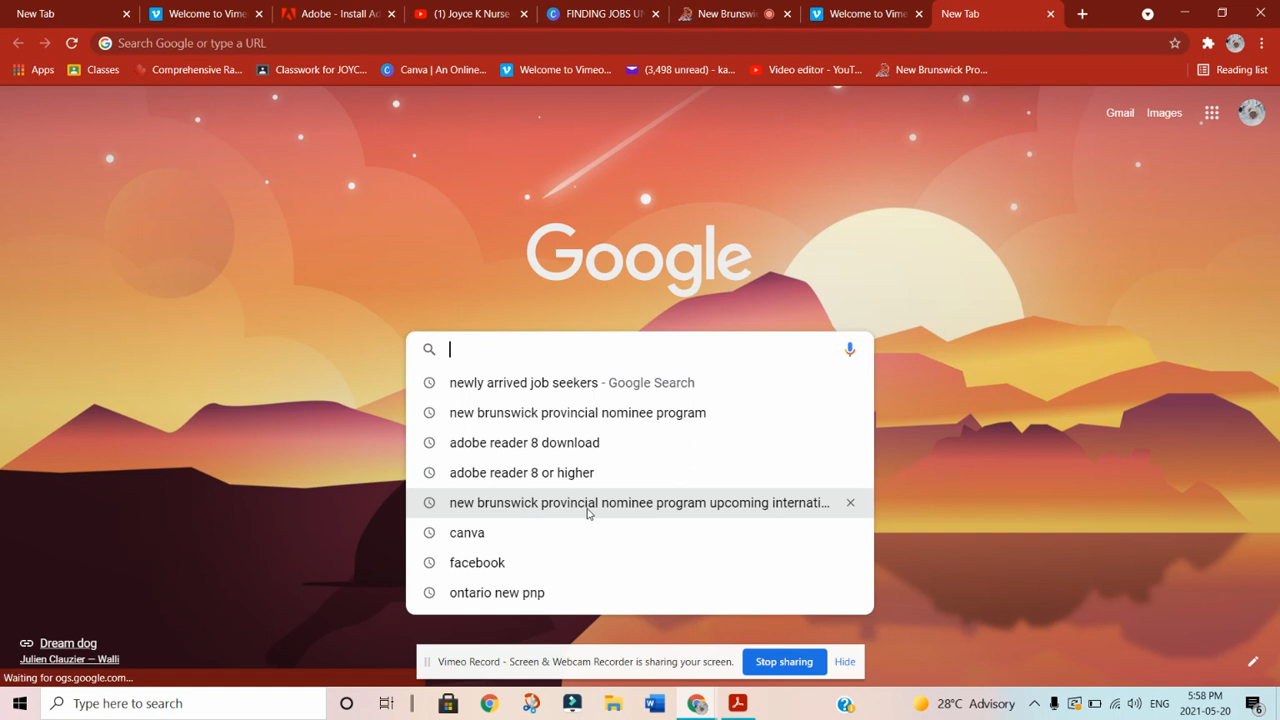 New Tab
Welcome to Vime
Adobe - Install Ad
(1) Joyce K Nurse
FINDING JOBS UN
New Brunswic
Welcome to Vimeo
New Tab
Search Google or type a URL
Apps
Classes
Comprehensive Ra...
Classwork for JOYC...
Canva | An Online...
Welcome to Vimeo...
(3,498 unread) - ka...
Video editor - YouT...
New Brunswick Pro...
Reading list
Gmail
Images
Google
newly arrived job seekers - Google Search
new brunswick provincial nominee program
adobe reader 8 download
adobe reader 8 or higher
new brunswick provincial nominee program upcoming internati...
canva
facebook
ontario new pnp
Dream dog
Julien Clauzier — Walli
Vimeo Record - Screen & Webcam Recorder is sharing your screen.
Stop sharing
Hide
Waiting for ogs.google.com...
Type here to search
28°C Advisory
ENG
5:58 PM
2021-05-20
6